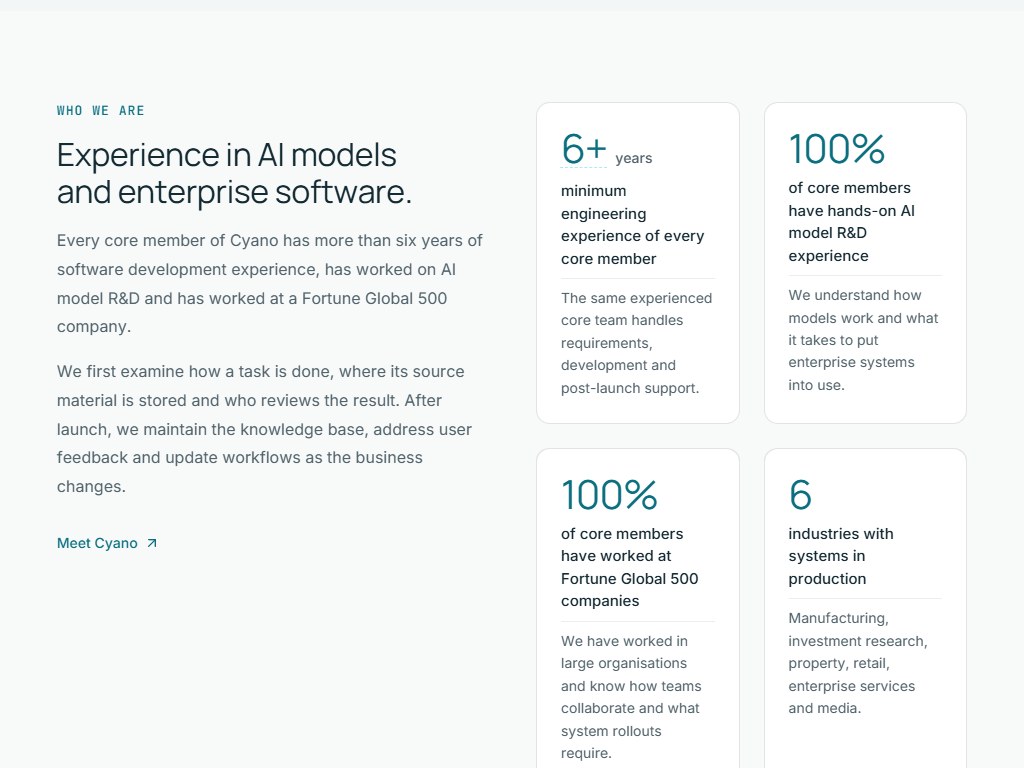 WHO WE ARE
Experience in AI models
and enterprise software.
Every core member of Cyano has more than six years of
software development experience, has worked on AI
model R&D and has worked at a Fortune Global 500
company.
We first examine how a task is done, where its source
material is stored and who reviews the result. After
launch, we maintain the knowledge base, address user
feedback and update workflows as the business
changes.
Meet Cyano
6+ years
minimum
engineering
experience of every
core member
The same experienced
core team handles
requirements,
development and
post-launch support.
100%
of core members
have hands-on AI
model R&D
experience
We understand how
models work and what
it takes to put
enterprise systems
into use.
100%
of core members
have worked at
Fortune Global 500
companies
We have worked in
large organisations
and know how teams
collaborate and what
system rollouts
require.
6
industries with
systems in
production
Manufacturing,
investment research,
property, retail,
enterprise services
and media.